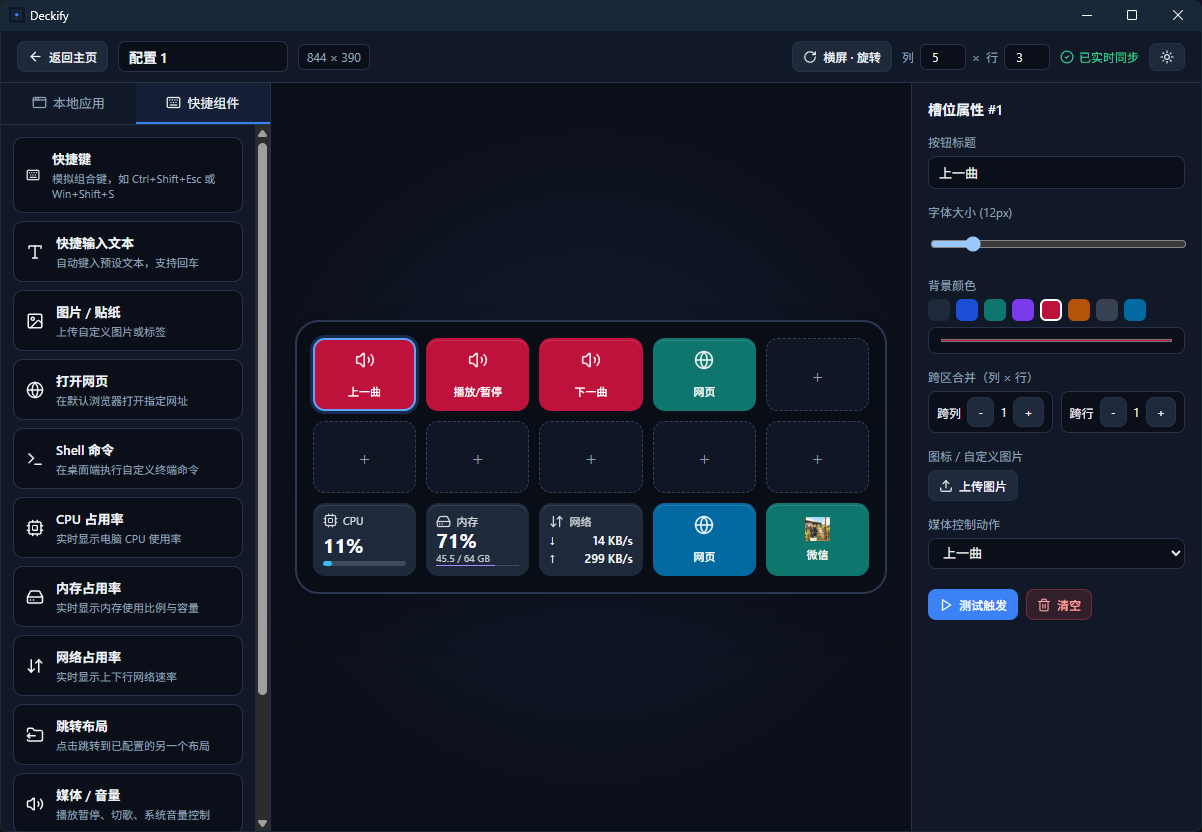 Deckify
返回主页
配置 1
844 × 390
横屏 · 旋转
列
5
× 行
3
已实时同步
本地应用
快捷组件
快捷键
模拟组合键，如 Ctrl+Shift+Esc 或
Win+Shift+S
快捷输入文本
自动键入预设文本，支持回车
图片 / 贴纸
上传自定义图片或标签
打开网页
在默认浏览器打开指定网址
Shell 命令
在桌面端执行自定义终端命令
CPU 占用率
实时显示电脑 CPU 使用率
内存占用率
实时显示内存使用比例与容量
网络占用率
实时显示上下行网络速率
跳转布局
点击跳转到已配置的另一个布局
媒体 / 音量
播放暂停、切歌、系统音量控制
上一曲
播放/暂停
下一曲
网页
+
+
+
+
+
+
CPU
11%
内存
71%
45.5 / 64 GB
网络
↓ 14 KB/s
↑ 299 KB/s
网页
微信
槽位属性 #1
按钮标题
上一曲
字体大小 (12px)
背景颜色
跨区合并（列 × 行）
跨列 - 1 +
跨行 - 1 +
图标 / 自定义图片
上传图片
媒体控制动作
上一曲
测试触发
清空